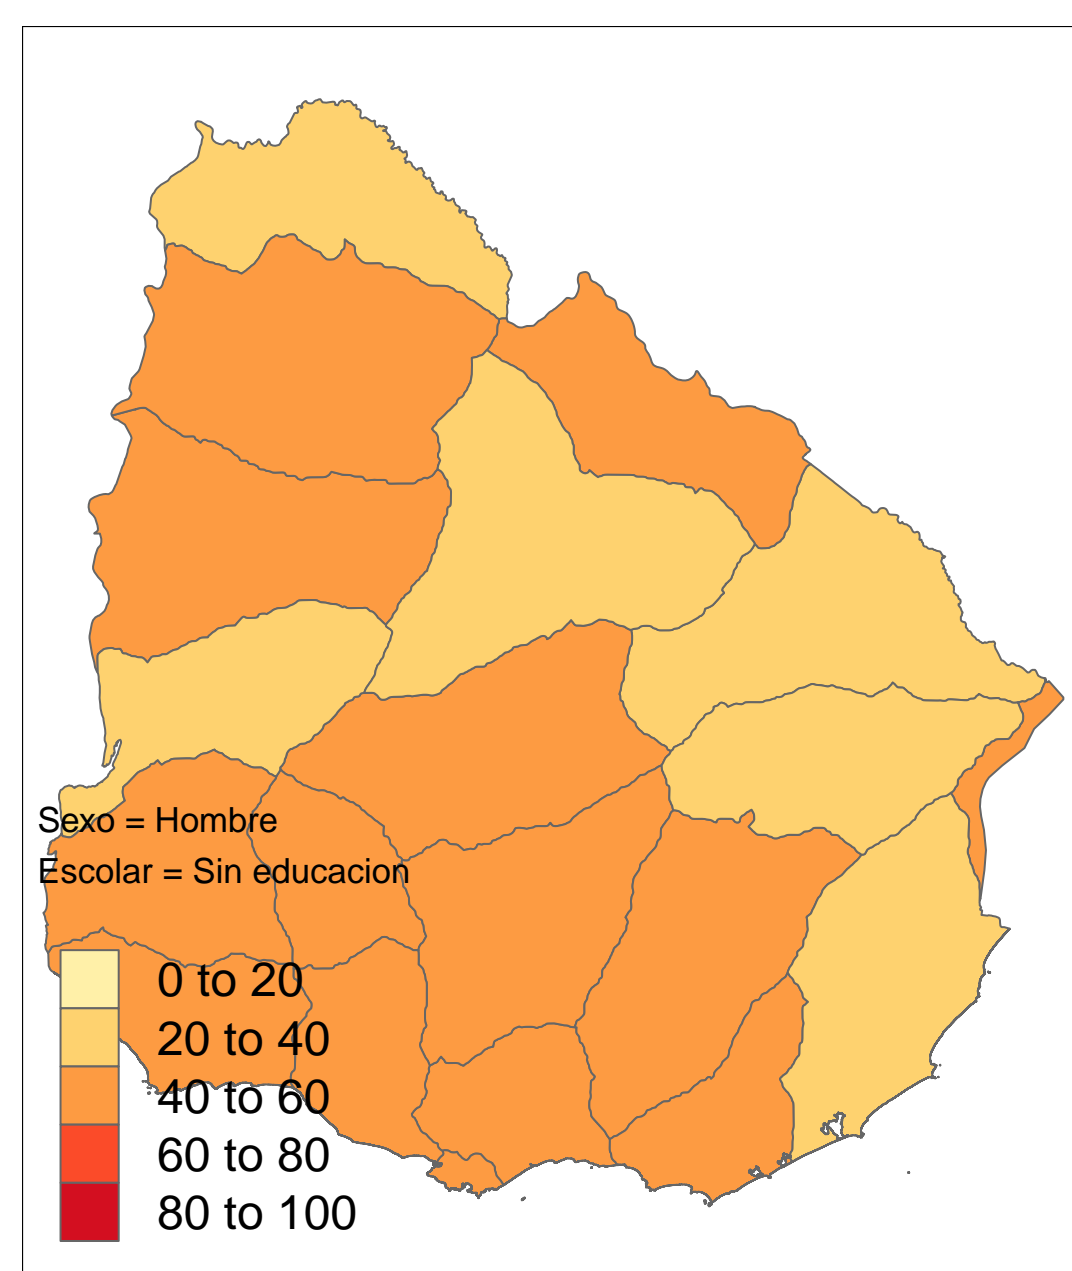 Sexo = Hombre
Escolar = Sin educacion
0 to 20
20 to 40
40 to 60
60 to 80
80 to 100